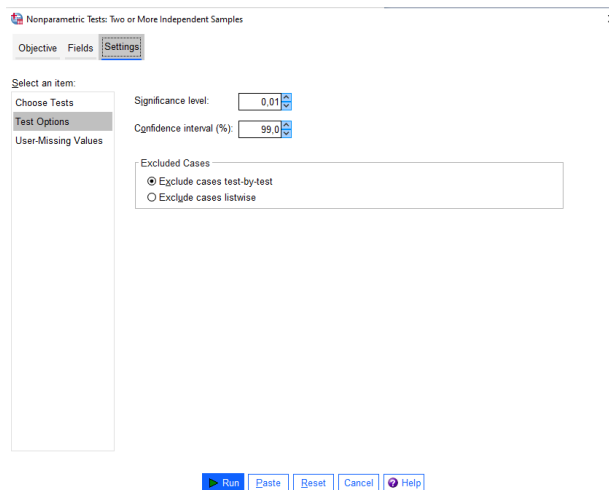 Nonparametric Tests: Two or More Independent Samples
Objective Fields Settings
Select an item:
Choose Tests
Test Options
User-Missing Values
Significance level: 0,01
Confidence interval (%): 99,0
Excluded Cases
Exclude cases test-by-test
Exclude cases listwise
Run Paste Reset Cancel Help